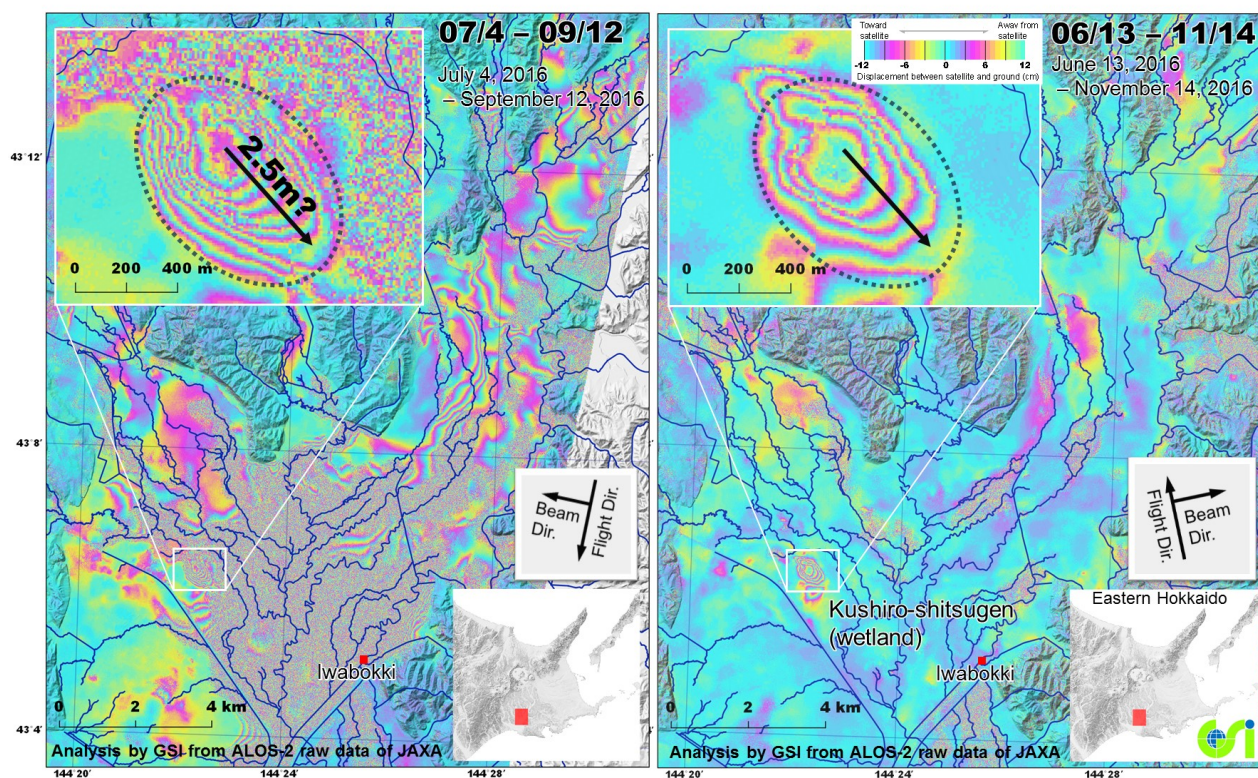 07/4 – 09/12
July 4, 2016
– September 12, 2016
2.5m?
0 200 400 m
43˚12'
43˚8'
43˚4'
Beam
Dir.
Flight Dir.
Iwabokki
0 2 4 km
Analysis by GSI from ALOS-2 raw data of JAXA
144˚20' 144˚24' 144˚28'
Toward
satellite
Away from
satellite
-12 -6 0 6 12
Displacement between satellite and ground (cm)
06/13 – 11/14
June 13, 2016
– November 14, 2016
0 200 400 m
Flight Dir.
Beam
Dir.
Eastern Hokkaido
Kushiro-shitsugen
(wetland)
Iwabokki
0 2 4 km
Analysis by GSI from ALOS-2 raw data of JAXA
GSI
144˚20' 144˚24' 144˚28'